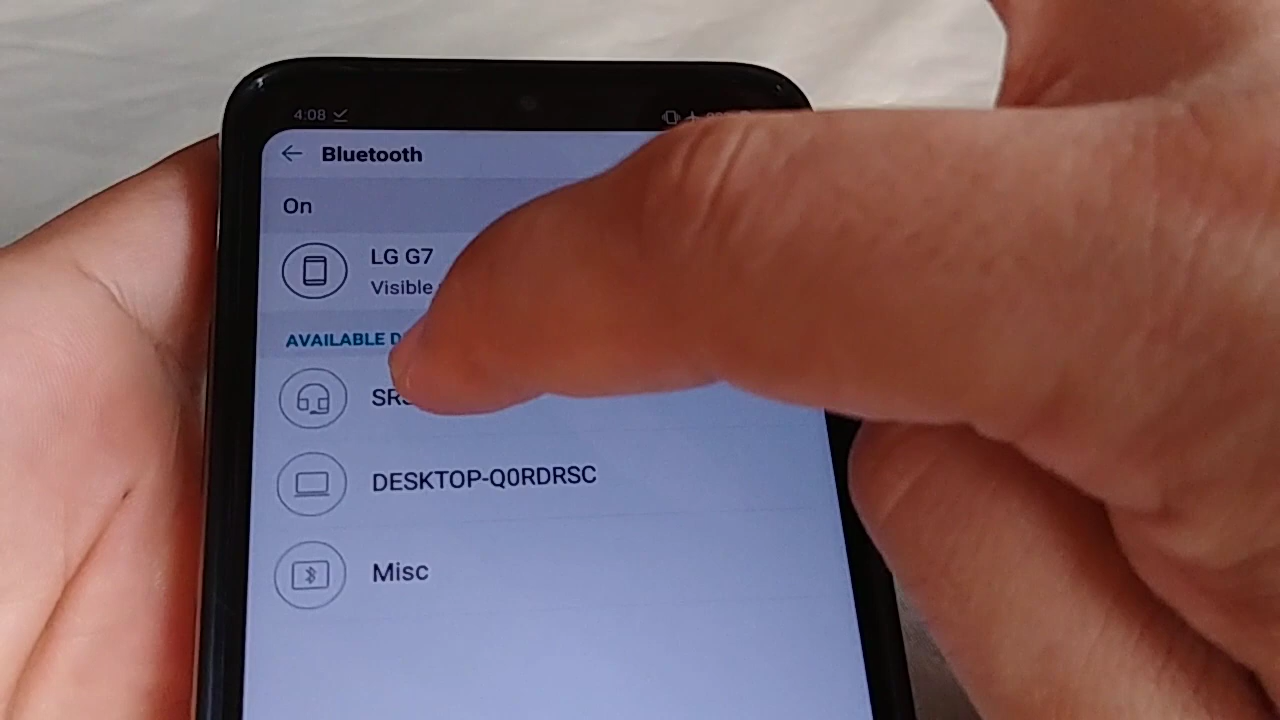 4:08
Bluetooth
On
LG G7
Visible
AVAILABLE
DESKTOP-Q0RDRSC
Misc